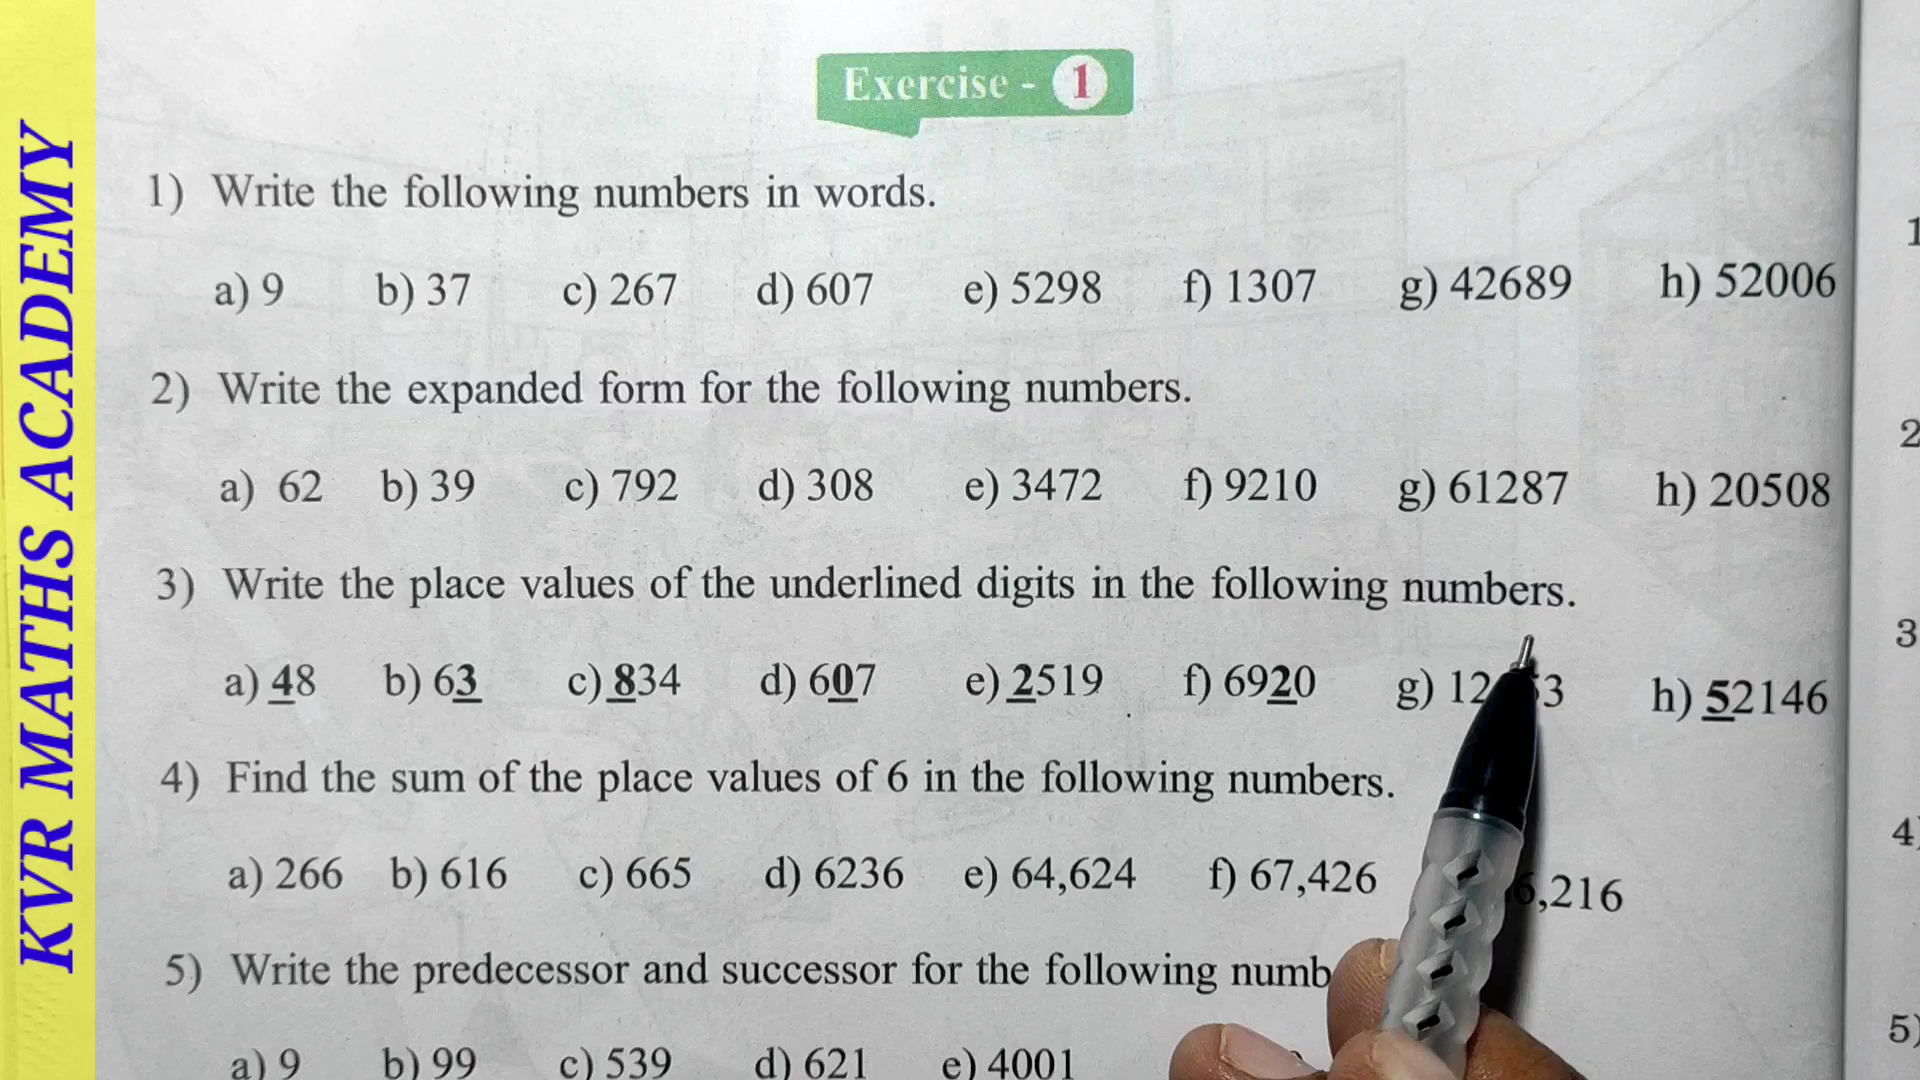 KVR MATHS ACADEMY
Exercise - 1
1) Write the following numbers in words.
a) 9 b) 37 c) 267 d) 607 e) 5298 f) 1307 g) 42689 h) 52006
2) Write the expanded form for the following numbers.
a) 62 b) 39 c) 792 d) 308 e) 3472 f) 9210 g) 61287 h) 20508
3) Write the place values of the underlined digits in the following numbers.
a) 48 b) 63 c) 834 d) 607 e) 2519 f) 6920 g) h) 52146
4) Find the sum of the place values of 6 in the following numbers.
a) 266 b) 616 c) 665 d) 6236 e) 64,624 f) 67,426
5) Write the predecessor and successor for the following
a) 9 b) 99 c) 539 d) 621 e) 4001
1
2
3
4)
5)